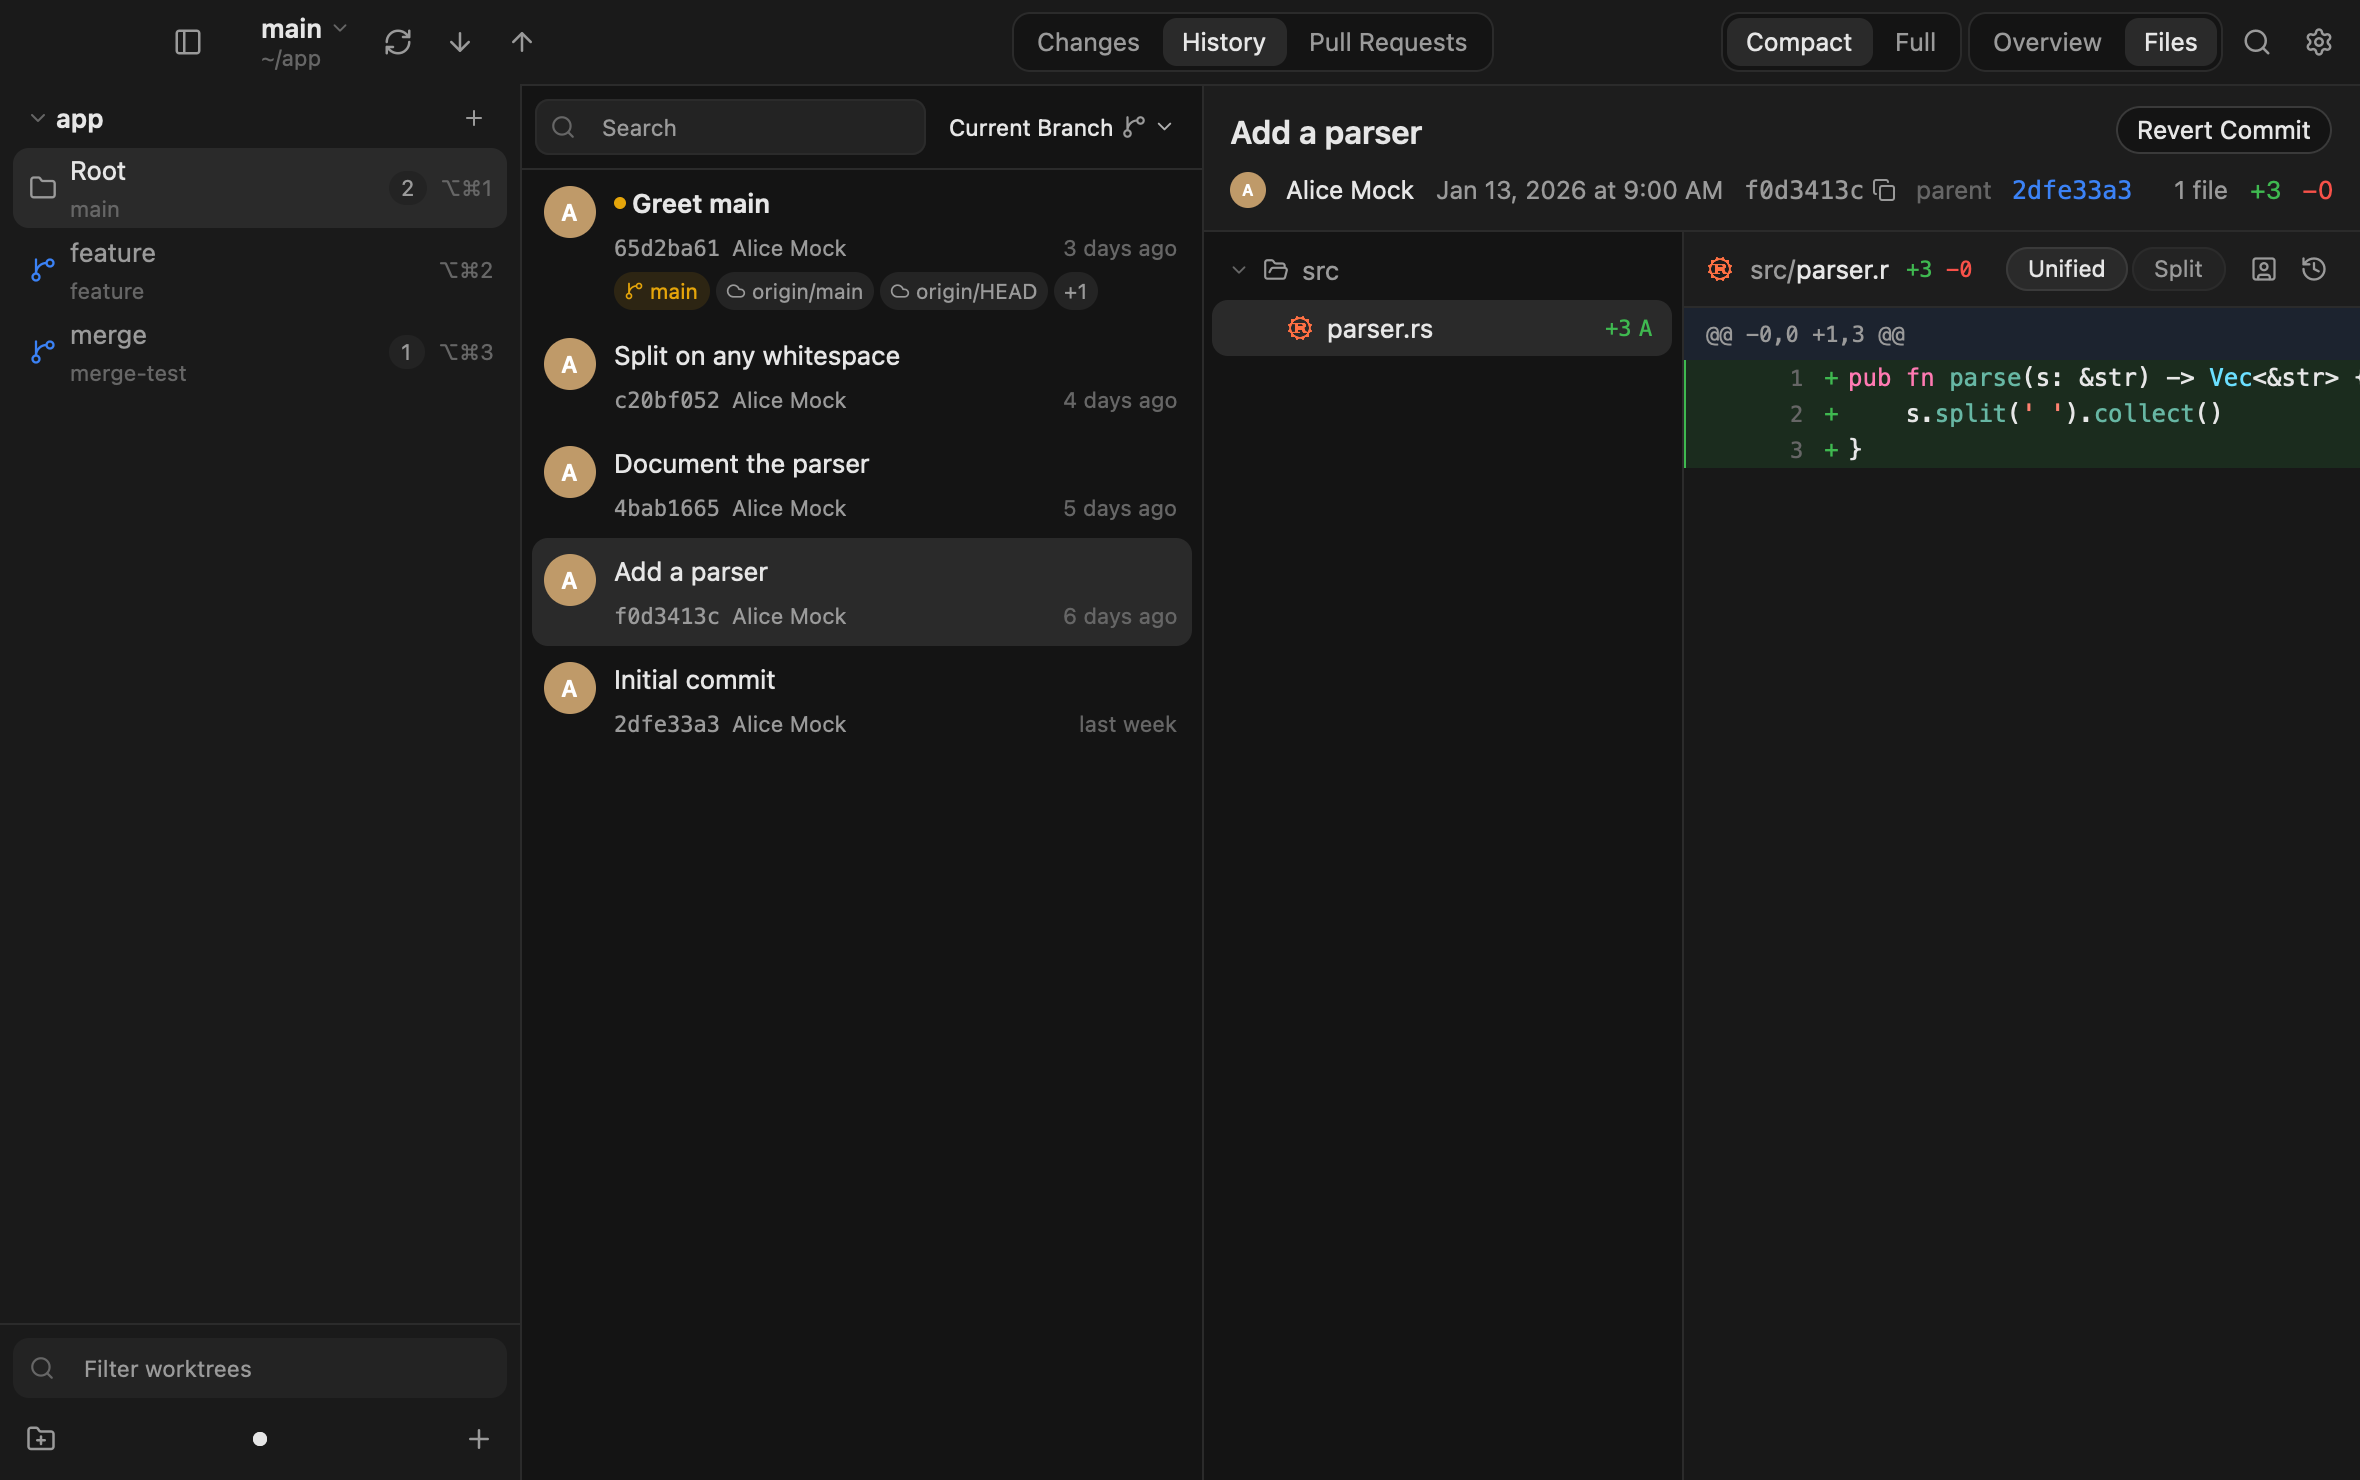 main
~/app
Changes History Pull Requests
Compact Full
Overview Files
app
Root
main
2 ⌥⌘1
feature
feature
⌥⌘2
merge
merge-test
1 ⌥⌘3
Filter worktrees
Search
Current Branch
A
Greet main
65d2ba61 Alice Mock 3 days ago
main origin/main origin/HEAD +1
A
Split on any whitespace
c20bf052 Alice Mock 4 days ago
A
Document the parser
4bab1665 Alice Mock 5 days ago
A
Add a parser
f0d3413c Alice Mock 6 days ago
A
Initial commit
2dfe33a3 Alice Mock last week
Add a parser
Revert Commit
A Alice Mock Jan 13, 2026 at 9:00 AM f0d3413c parent 2dfe33a3 1 file +3 −0
src
parser.rs +3 A
src/parser.r +3 −0 Unified Split
@@ −0,0 +1,3 @@
1 + pub fn parse(s: &str) -> Vec<&str> {
2 +     s.split(' ').collect()
3 + }